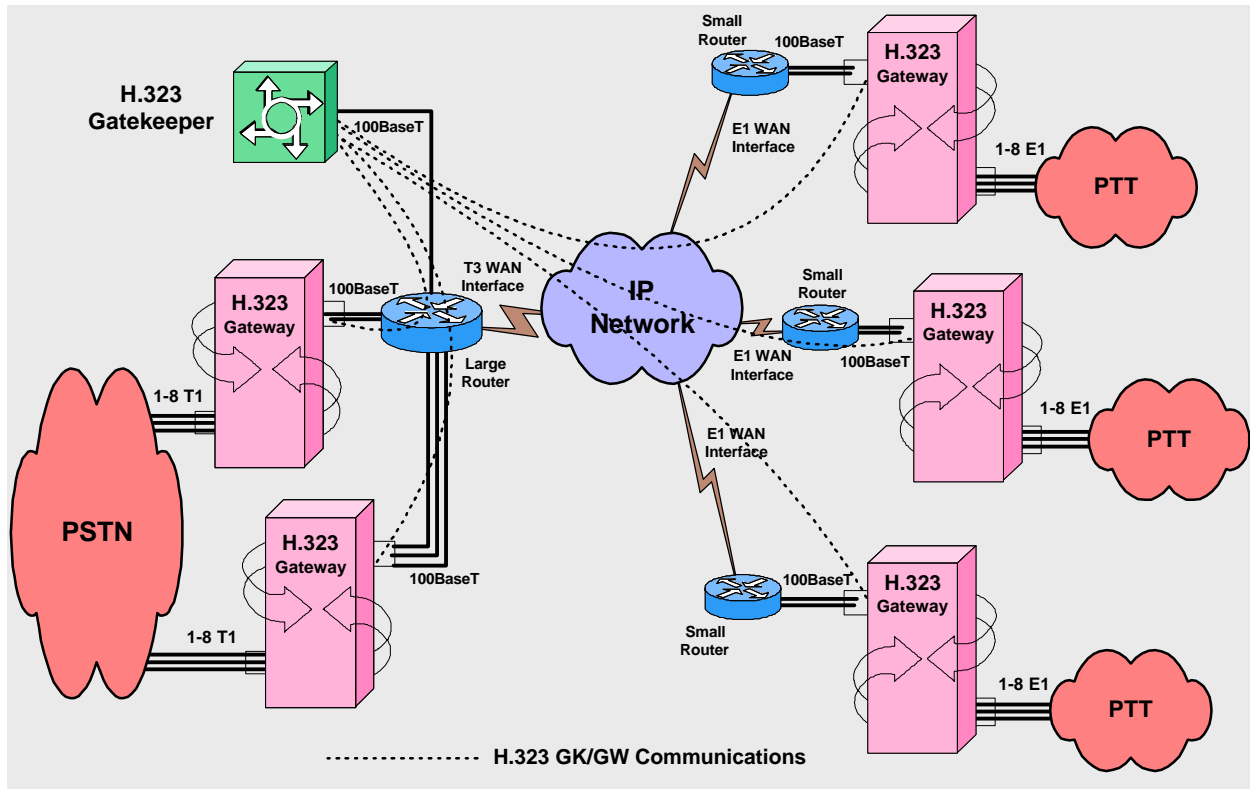 Small
Router
100BaseT
H.323
Gateway
H.323
Gatekeeper
100BaseT
E1 WAN
Interface
1-8 E1
PTT
T3 WAN
Interface
H.323
Gateway
100BaseT
IP
Network
Small
Router
H.323
Gateway
Large
Router
E1 WAN
Interface
100BaseT
1-8 T1
1-8 E1
PTT
E1 WAN
Interface
PSTN
H.323
Gateway
100BaseT
100BaseT
H.323
Gateway
Small
Router
1-8 T1
1-8 E1
PTT
H.323 GK/GW Communications